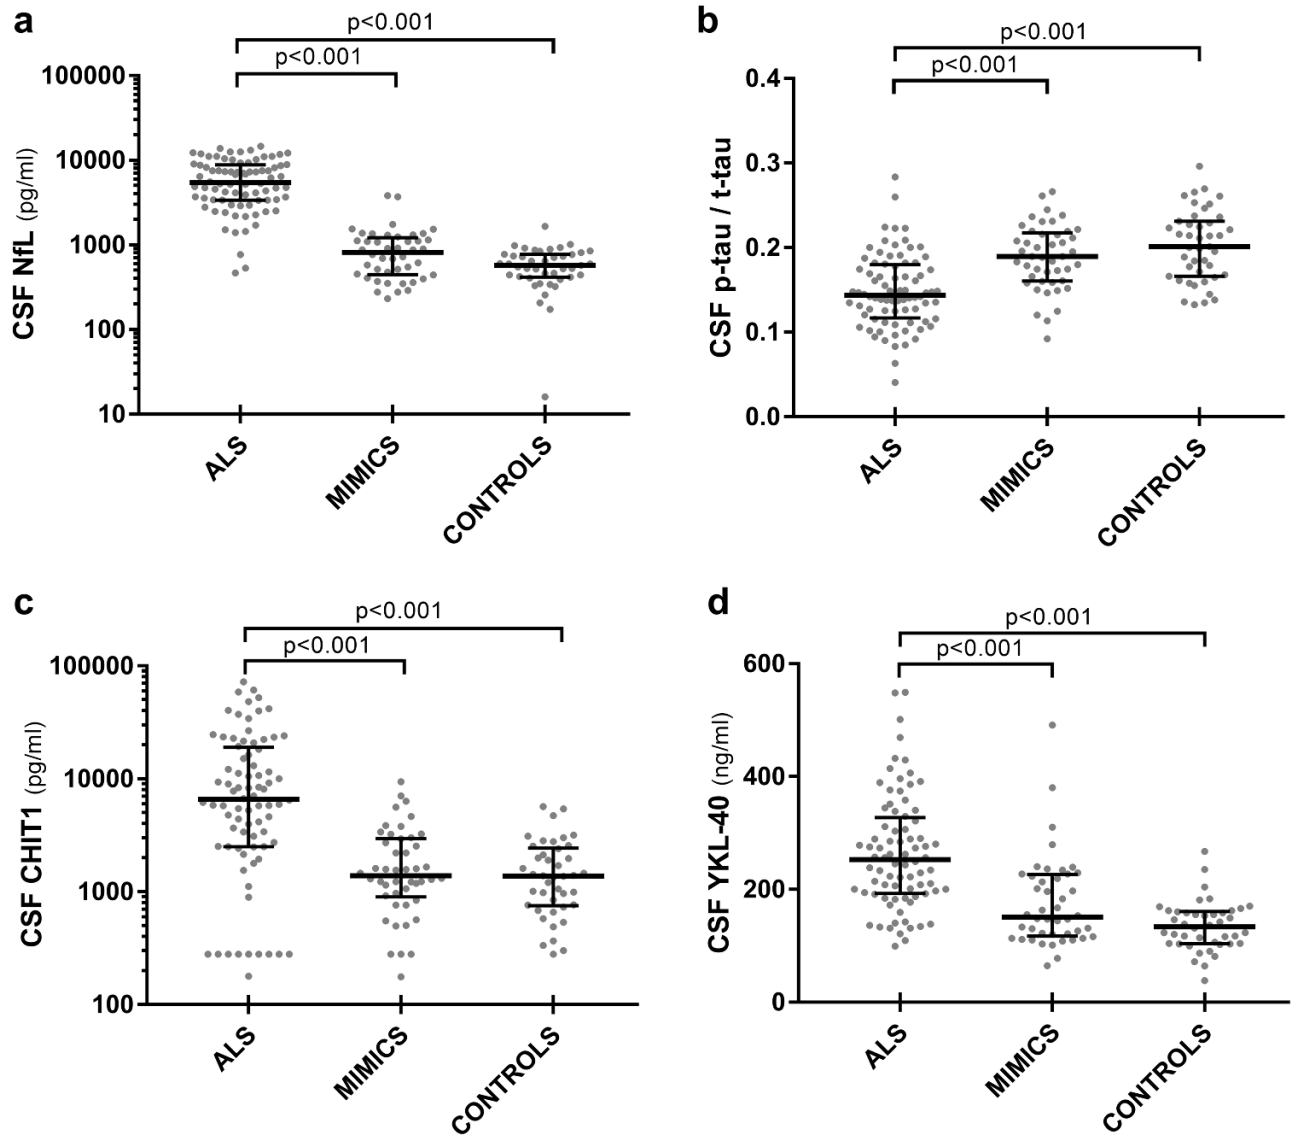 a
p<0.001
p<0.001
CSF NfL (pg/ml)
100000
10000
1000
100
10
ALS
MIMICS
CONTROLS
b
p<0.001
p<0.001
CSF p-tau / t-tau
0.4
0.3
0.2
0.1
0.0
ALS
MIMICS
CONTROLS
c
p<0.001
p<0.001
CSF CHIT1 (pg/ml)
100000
10000
1000
100
ALS
MIMICS
CONTROLS
d
p<0.001
p<0.001
CSF YKL-40 (ng/ml)
600
400
200
0
ALS
MIMICS
CONTROLS